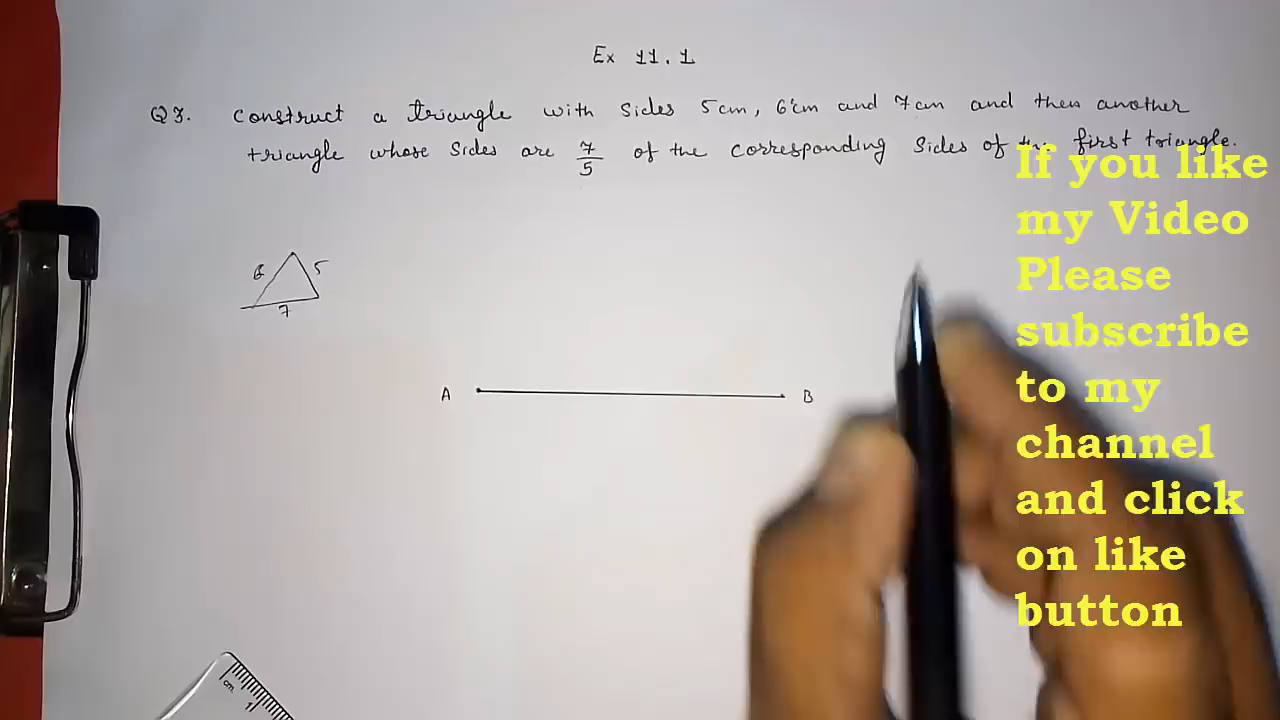 Ex 11.1
Q3. Construct a triangle with sides 5cm, 6cm and 7cm and then another
triangle whose sides are 7/5 of the corresponding sides of the first triangle.
If you like
my Video
Please
subscribe
to my
channel
and click
on like
button
6 5
7
A B
cm
1